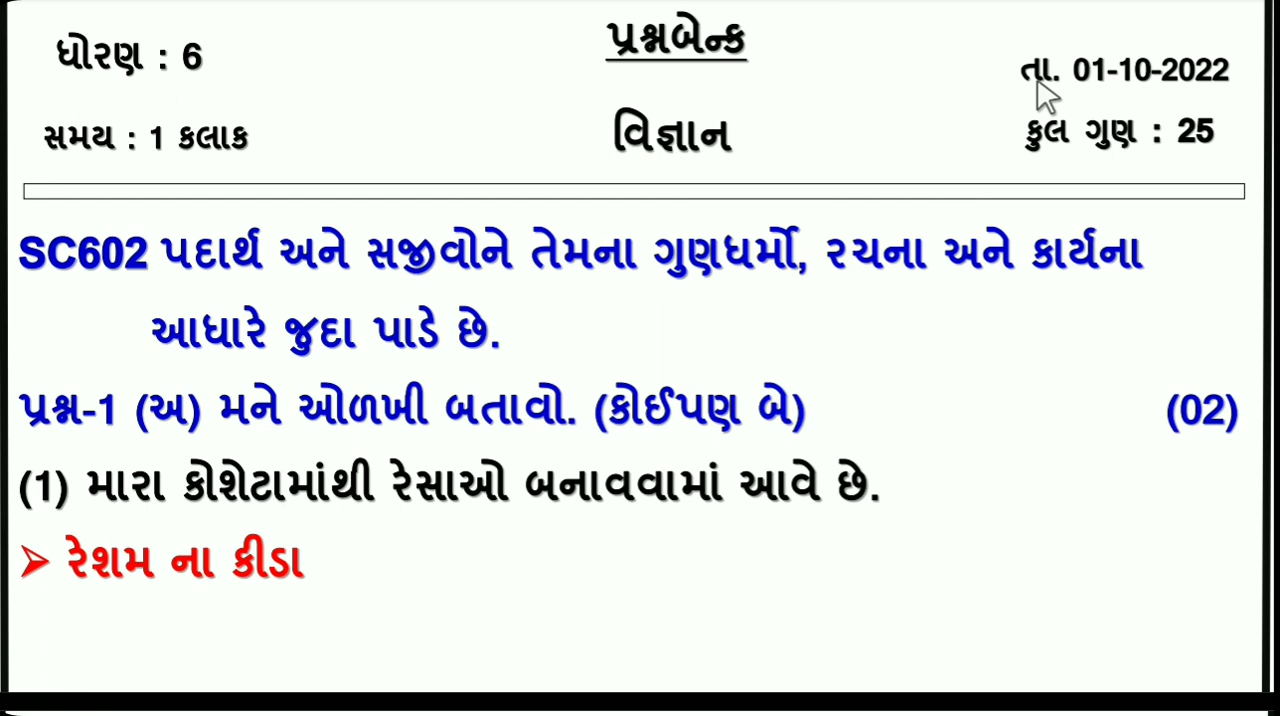 ધોરણ : 6
પ્રશ્નબેન્ક
તા. 01-10-2022
સમય : 1 કલાક
વિજ્ઞાન
કુલ ગુણ : 25
SC602 પદાર્થ અને સજીવોને તેમના ગુણધર્મો, રચના અને કાર્યના
આધારે જુદા પાડે છે.
પ્રશ્ન-1 (અ) મને ઓળખી બતાવો. (કોઈપણ બે) (02)
(1) મારા કોશેટામાંથી રેસાઓ બનાવવામાં આવે છે.
➢ રેશમ ના કીડા